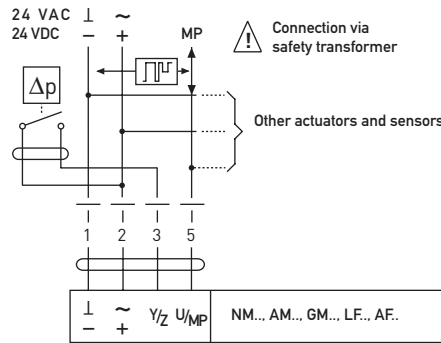 24 VAC ⊥ ~
24 VDC − +
MP
Connection via
safety transformer
Δp
Other actuators and sensors
1 2 3 5
⊥ ~ Y/Z U/MP NM.., AM.., GM.., LF.., AF..
− +